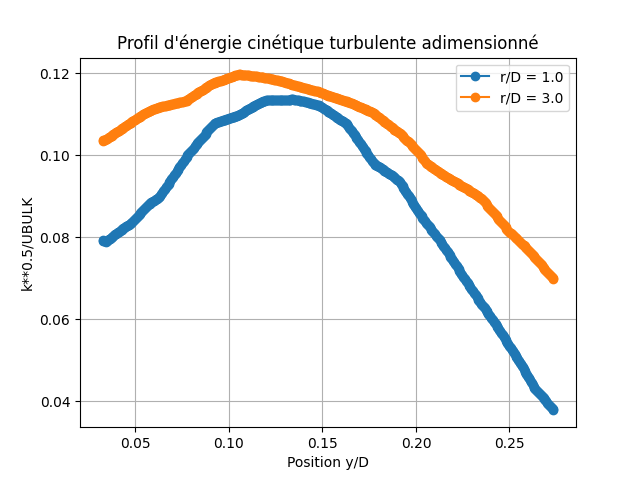 Profil d'énergie cinétique turbulente adimensionné
r/D = 1.0
r/D = 3.0
0.12
0.10
0.08
0.06
0.04
k**0.5/UBULK
0.05 0.10 0.15 0.20 0.25
Position y/D